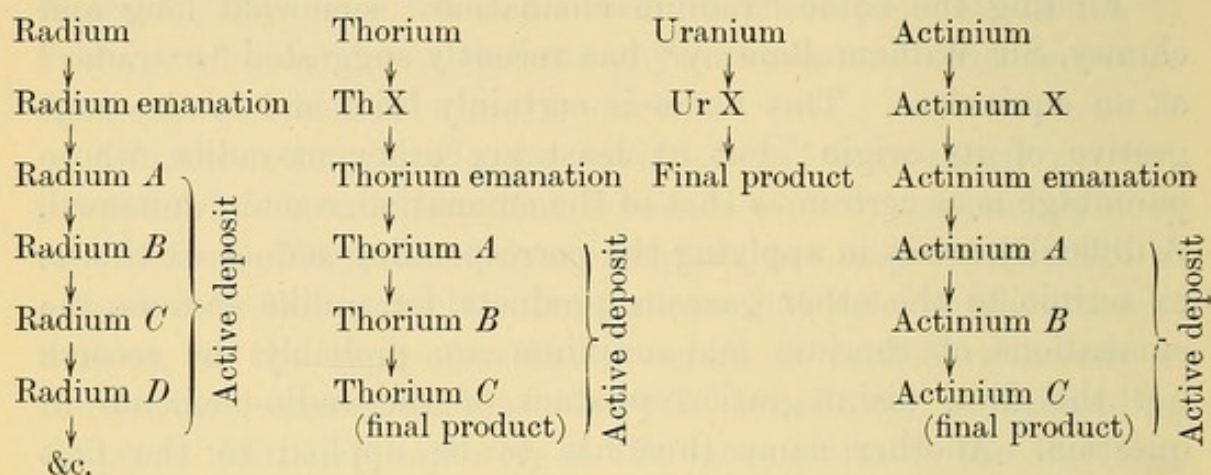 Radium Thorium Uranium Actinium
Radium emanation Th X Ur X Actinium X
Radium A Thorium emanation Final product Actinium emanation
Radium B Thorium A Actinium A
Radium C Thorium B Actinium B
Radium D Thorium C Actinium C
(final product) (final product)
&c.
Active deposit
Active deposit
Active deposit